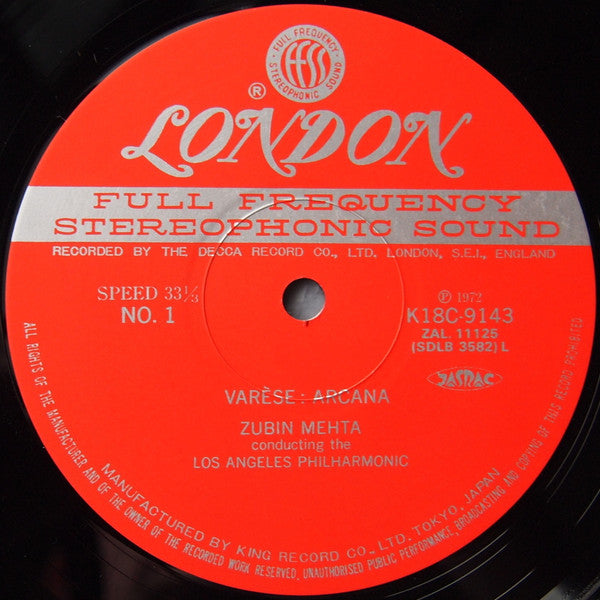 FULL FREQUENCY
FFSS
STEREOPHONIC SOUND
®
LONDON
FULL FREQUENCY
STEREOPHONIC SOUND
RECORDED BY THE DECCA RECORD CO., LTD. LONDON, S.E.I., ENGLAND
SPEED 33⅓
NO. 1
℗ 1972
K18C-9143
ZAL. 11125
(SDLB 3582) L
JASRAC
VARÈSE : ARCANA
ZUBIN MEHTA
conducting the
LOS ANGELES PHILHARMONIC
MANUFACTURED BY KING RECORD CO., LTD. TOKYO, JAPAN
ALL RIGHTS OF THE MANUFACTURER AND OF THE OWNER OF THE RECORDED WORK RESERVED, UNAUTHORISED PUBLIC PERFORMANCE, BROADCASTING AND COPYING OF THIS RECORD PROHIBITED